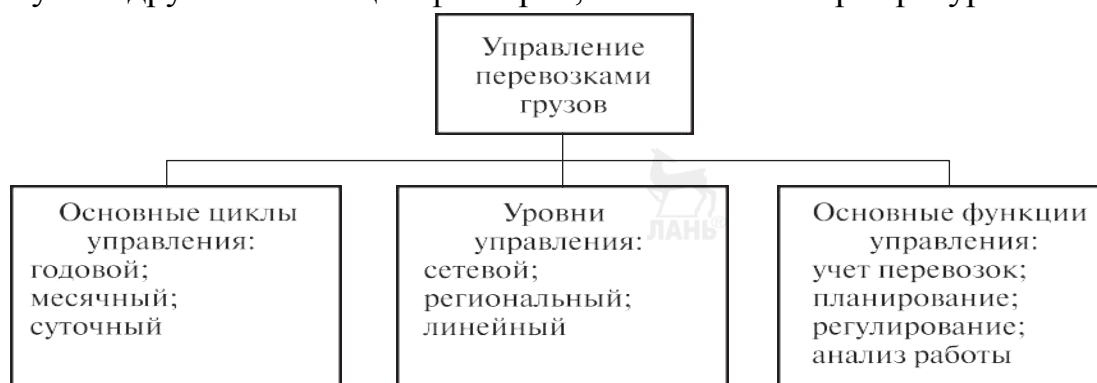 Управление
перевозками
грузов
Основные циклы
управления:
годовой;
месячный;
суточный
Уровни
управления:
сетевой;
региональный;
линейный
ЛАНЬ®
Основные функции
управления:
учет перевозок;
планирование;
регулирование;
анализ работы